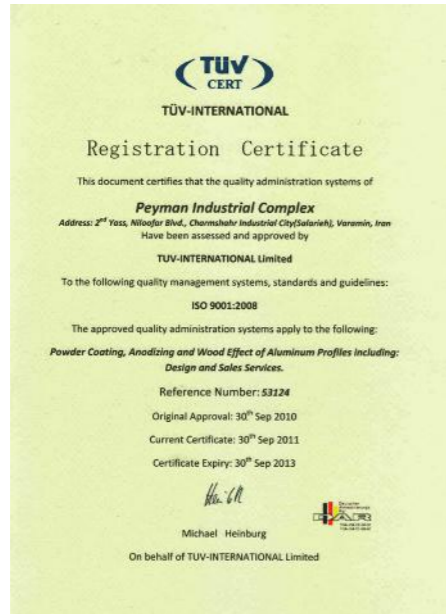 TÜV
CERT
TÜV-INTERNATIONAL
Registration Certificate
This document certifies that the quality administration systems of
Peyman Industrial Complex
Address: 2nd Yass, Niloofar Blvd., Charmshahr Industrial City(Salarieh), Varamin, Iran
Have been assessed and approved by
TUV-INTERNATIONAL Limited
To the following quality management systems, standards and guidelines:
ISO 9001:2008
The approved quality administration systems apply to the following:
Powder Coating, Anodizing and Wood Effect of Aluminum Profiles including:
Design and Sales Services.
Reference Number: 53124
Original Approval: 30th Sep 2010
Current Certificate: 30th Sep 2011
Certificate Expiry: 30th Sep 2013
DAR
Michael Heinburg
On behalf of TUV-INTERNATIONAL Limited